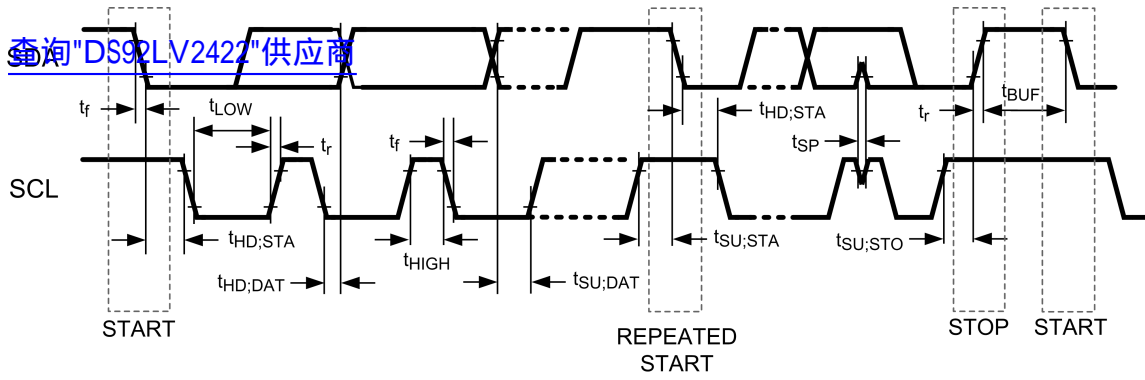 SDA
查询"DS92LV2422"供应商
tf
tLOW
tr
tf
tHD;STA
tSP
tr
tBUF
SCL
tHD;STA
tHD;DAT
tHIGH
tSU;DAT
tSU;STA
tSU;STO
START
REPEATED
START
STOP
START